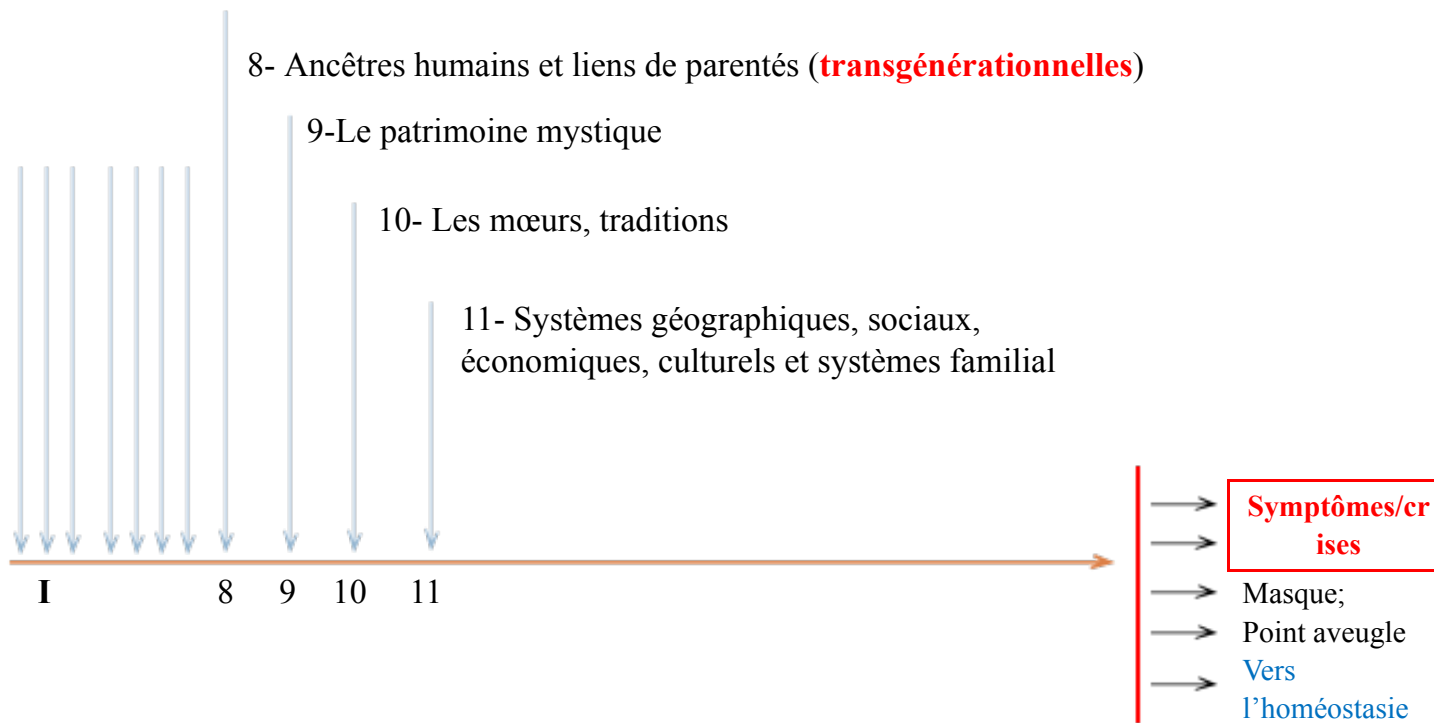 8- Ancêtres humains et liens de parentés (transgénérationnelles)
9-Le patrimoine mystique
10- Les mœurs, traditions
11- Systèmes géographiques, sociaux,
économiques, culturels et systèmes familial
I 8 9 10 11
Symptômes/cr
ises
Masque;
Point aveugle
Vers
l’homéostasie